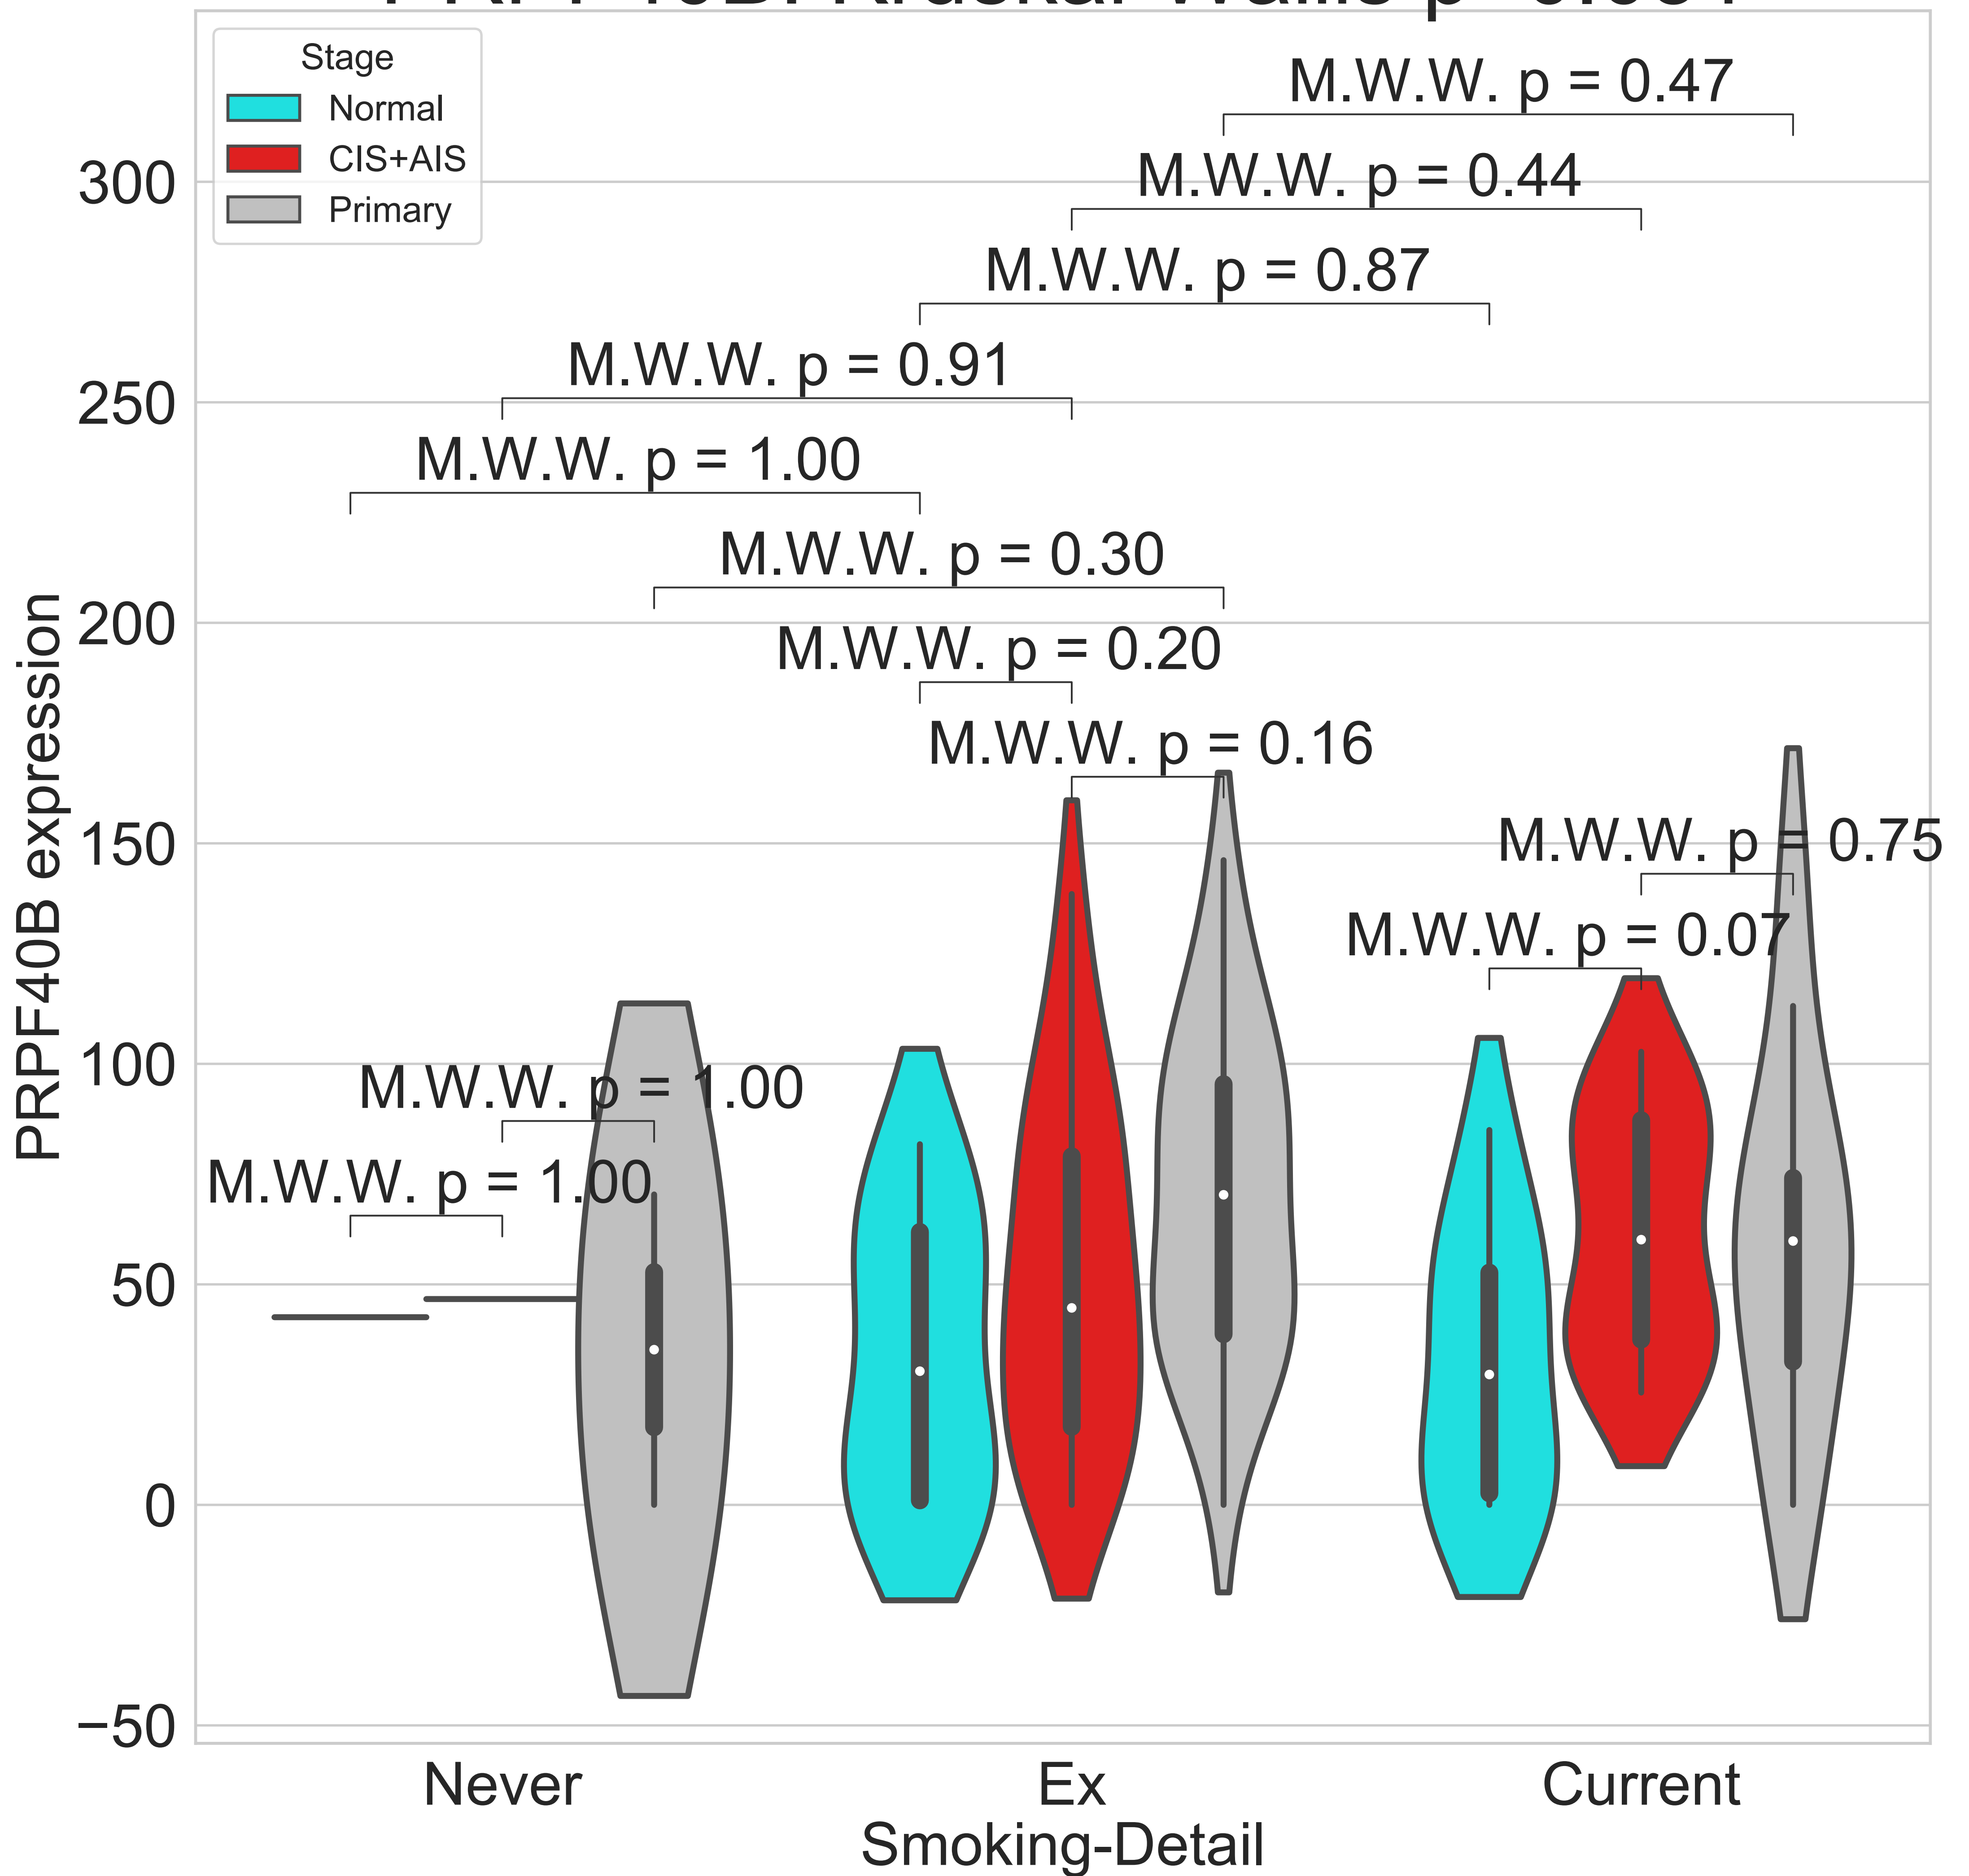 Stage
Normal
CIS+AIS
Primary
M.W.W. p = 0.47
M.W.W. p = 0.44
M.W.W. p = 0.87
M.W.W. p = 0.91
M.W.W. p = 1.00
M.W.W. p = 0.30
M.W.W. p = 0.20
M.W.W. p = 0.16
M.W.W. p = 0.75
M.W.W. p = 0.07
M.W.W. p = 1.00
M.W.W. p = 1.00
300
250
200
150
100
50
0
−50
PRPF40B expression
Never
Ex
Current
Smoking-Detail